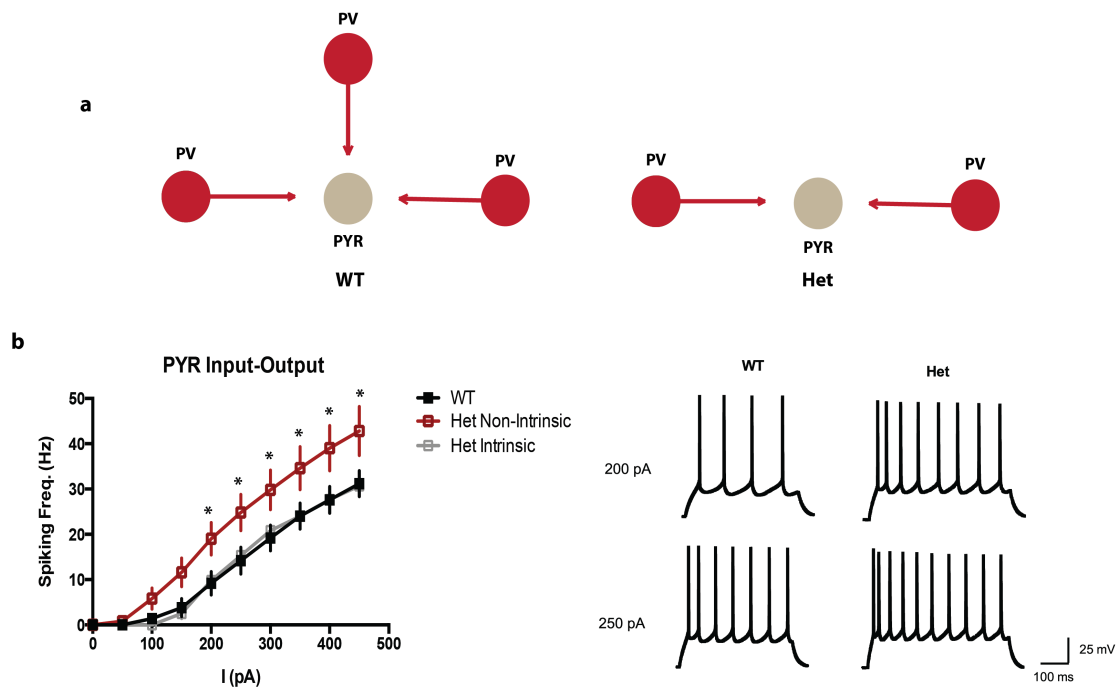 a
PV
PV
PV
PYR
WT
PV
PV
PYR
Het
b
PYR Input-Output
Spiking Freq. (Hz)
50
40
30
20
10
0
* * * * * *
0 100 200 300 400 500
I (pA)
WT
Het Non-Intrinsic
Het Intrinsic
WT
Het
200 pA
250 pA
25 mV
100 ms